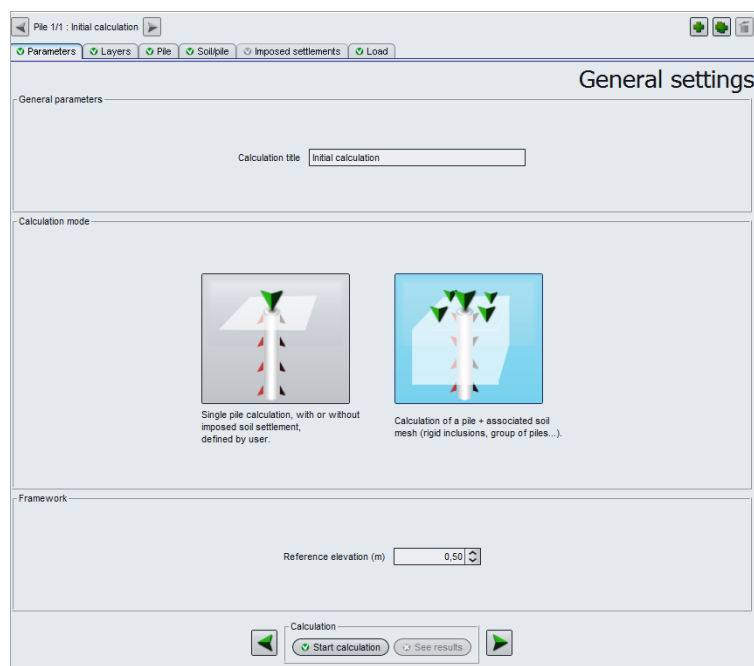 Pile 1/1 : Initial calculation
Parameters
Layers
Pile
Soil/pile
Imposed settlements
Load
General settings
General parameters
Calculation title
Initial calculation
Calculation mode
Single pile calculation, with or without
imposed soil settlement,
defined by user.
Calculation of a pile + associated soil
mesh (rigid inclusions, group of piles...).
Framework
Reference elevation (m)
0,50
Calculation
Start calculation
See results